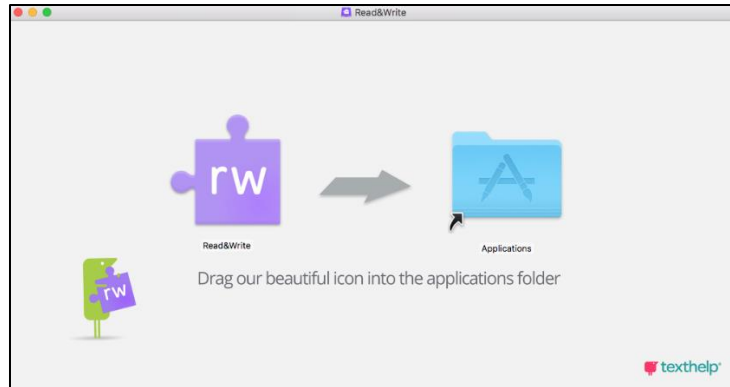 Read&Write
rw
Read&Write
Applications
Drag our beautiful icon into the applications folder
rw
texthelp